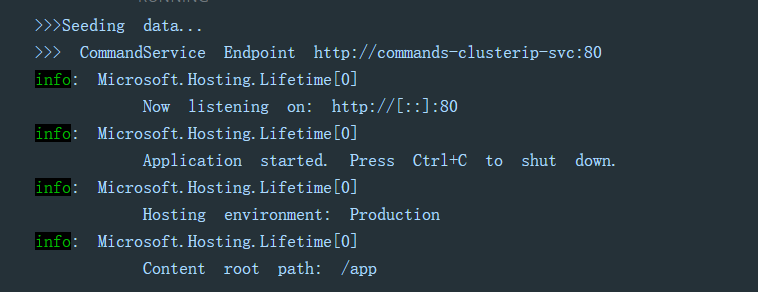 RUNNING
>>>Seeding data...
>>> CommandService Endpoint http://commands-clusterip-svc:80
info: Microsoft.Hosting.Lifetime[0]
Now listening on: http://[::]:80
info: Microsoft.Hosting.Lifetime[0]
Application started. Press Ctrl+C to shut down.
info: Microsoft.Hosting.Lifetime[0]
Hosting environment: Production
info: Microsoft.Hosting.Lifetime[0]
Content root path: /app